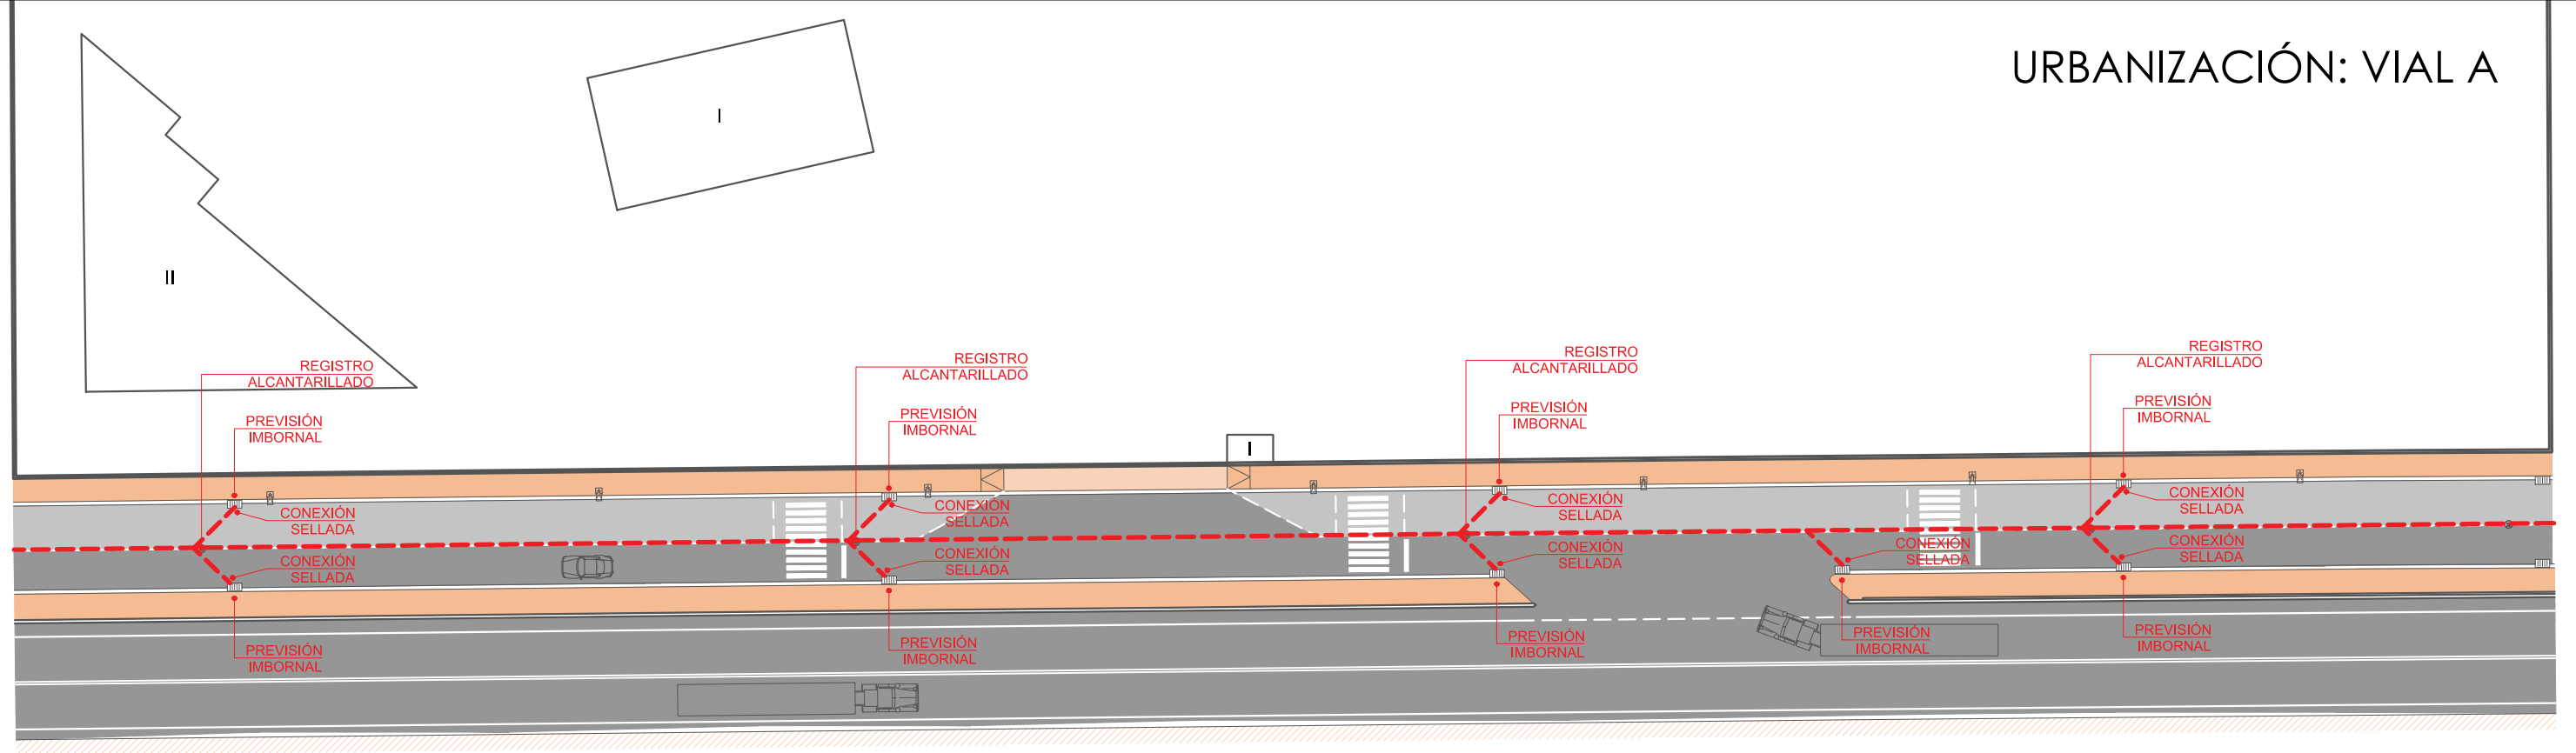 URBANIZACIÓN: VIAL A
I
II
REGISTRO
ALCANTARILLADO
REGISTRO
ALCANTARILLADO
REGISTRO
ALCANTARILLADO
REGISTRO
ALCANTARILLADO
PREVISIÓN
IMBORNAL
PREVISIÓN
IMBORNAL
PREVISIÓN
IMBORNAL
PREVISIÓN
IMBORNAL
I
CONEXIÓN
SELLADA
CONEXIÓN
SELLADA
CONEXIÓN
SELLADA
CONEXIÓN
SELLADA
CONEXIÓN
SELLADA
CONEXIÓN
SELLADA
CONEXIÓN
SELLADA
CONEXIÓN
SELLADA
CONEXIÓN
SELLADA
PREVISIÓN
IMBORNAL
PREVISIÓN
IMBORNAL
PREVISIÓN
IMBORNAL
PREVISIÓN
IMBORNAL
PREVISIÓN
IMBORNAL